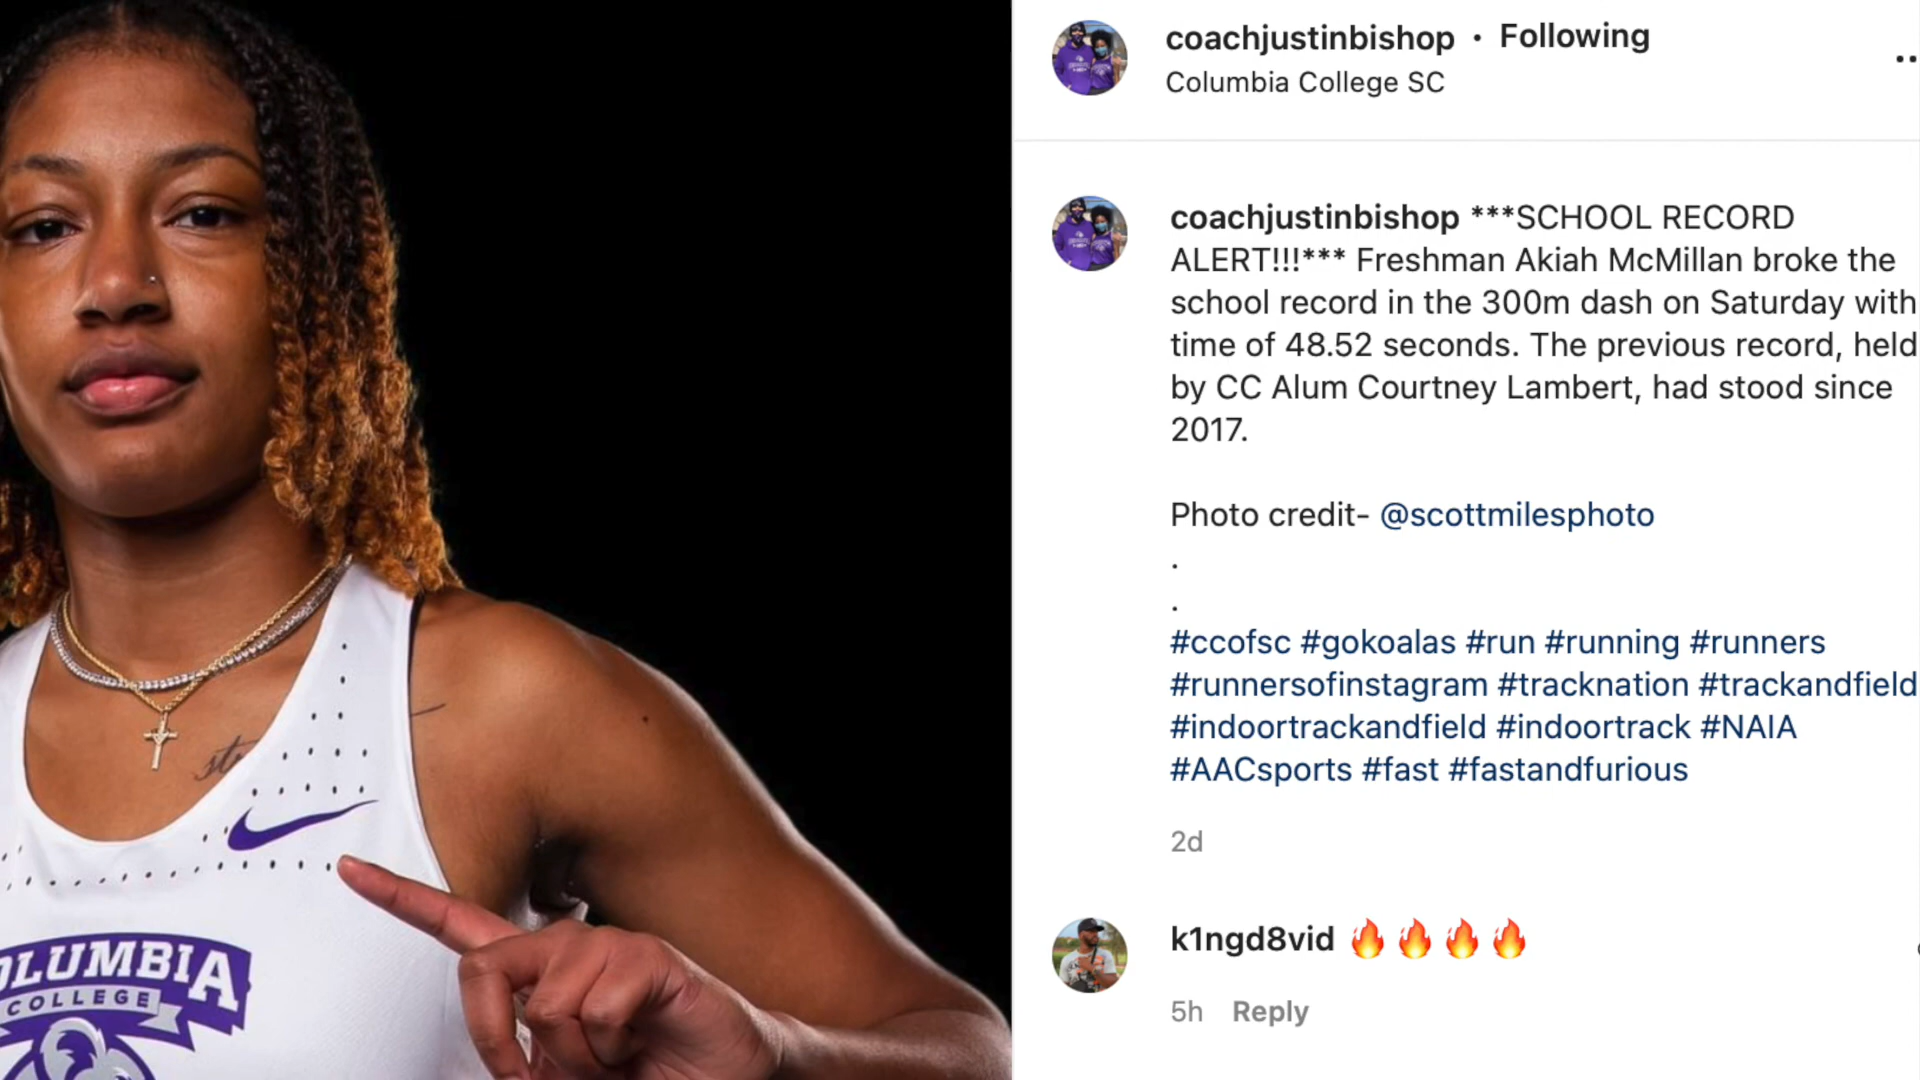 coachjustinbishop • Following
Columbia College SC
coachjustinbishop ***SCHOOL RECORD
ALERT!!!*** Freshman Akiah McMillan broke the
school record in the 300m dash on Saturday with
time of 48.52 seconds. The previous record, held
by CC Alum Courtney Lambert, had stood since
2017.
Photo credit- @scottmilesphoto
.
.
#ccofsc #gokoalas #run #running #runners
#runnersofinstagram #tracknation #trackandfield
#indoortrackandfield #indoortrack #NAIA
#AACsports #fast #fastandfurious
2d
k1ngd8vid 🔥🔥🔥🔥
5h Reply
OLUMBIA
COLLEGE